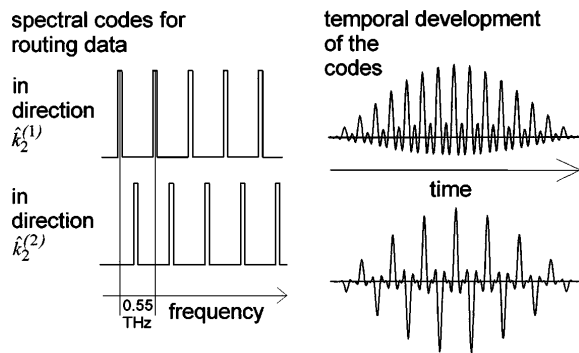 spectral codes for
routing data
in
direction
k̂₂⁽¹⁾
in
direction
k̂₂⁽²⁾
0.55
THz
frequency
temporal development
of the
codes
time